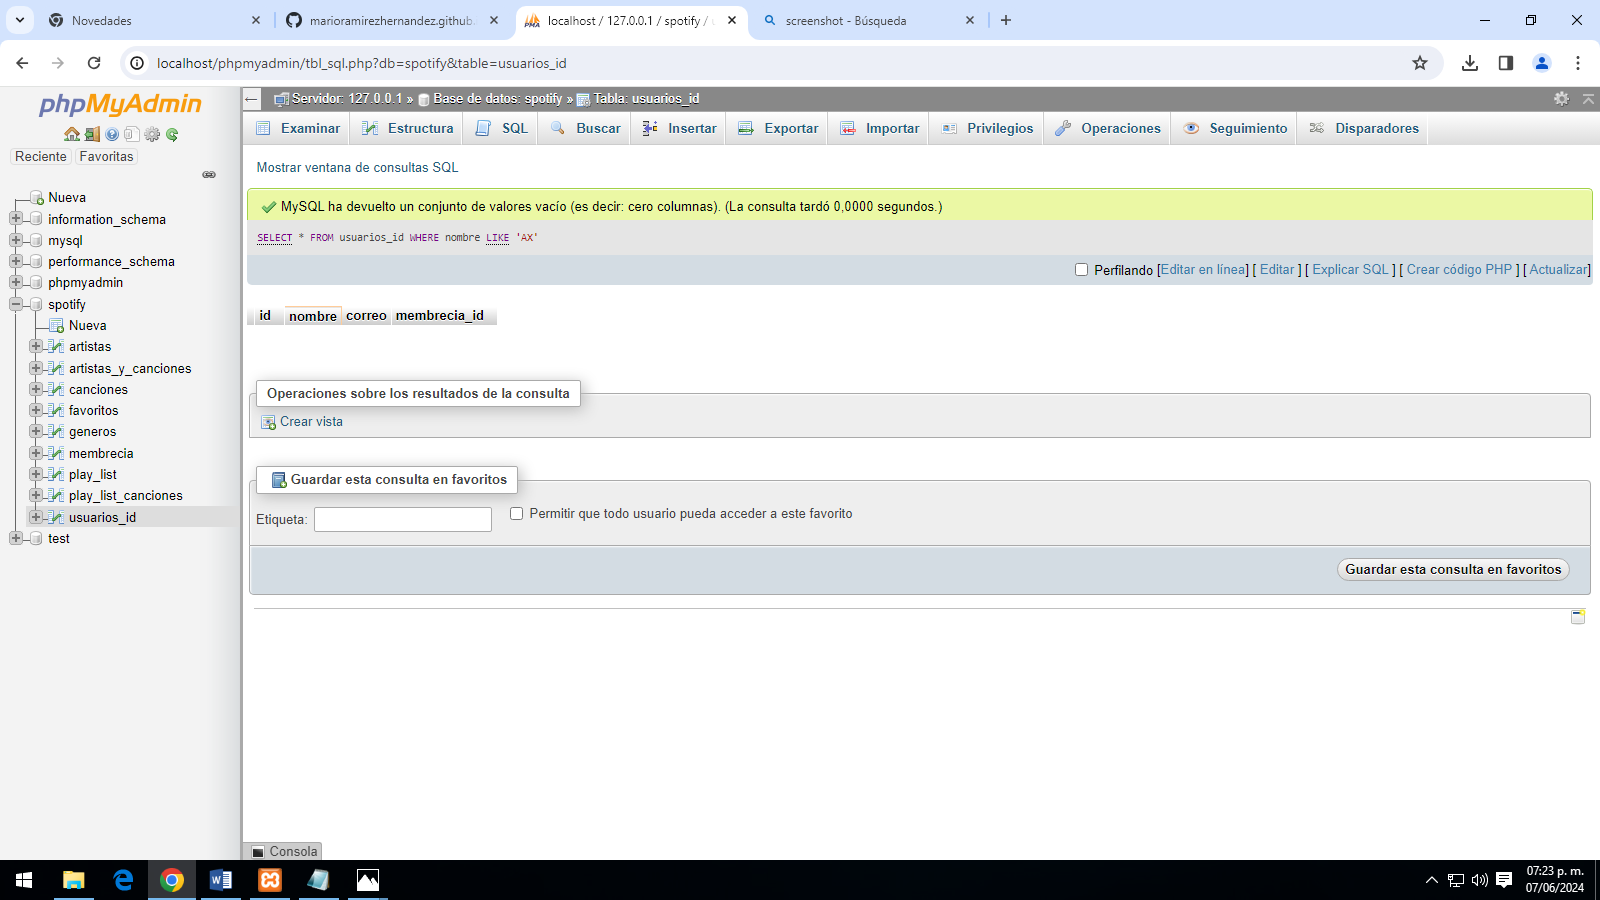 Novedades
marioramirezhernandez.github.
localhost / 127.0.0.1 / spotify / u
screenshot - Búsqueda
localhost/phpmyadmin/tbl_sql.php?db=spotify&table=usuarios_id
phpMyAdmin
Reciente
Favoritas
Nueva
information_schema
mysql
performance_schema
phpmyadmin
spotify
Nueva
artistas
artistas_y_canciones
canciones
favoritos
generos
membrecia
play_list
play_list_canciones
usuarios_id
test
Servidor: 127.0.0.1 » Base de datos: spotify » Tabla: usuarios_id
Examinar Estructura SQL Buscar Insertar Exportar Importar Privilegios Operaciones Seguimiento Disparadores
Mostrar ventana de consultas SQL
MySQL ha devuelto un conjunto de valores vacío (es decir: cero columnas). (La consulta tardó 0,0000 segundos.)
SELECT * FROM usuarios_id WHERE nombre LIKE 'AX'
Perfilando [Editar en línea] [ Editar ] [ Explicar SQL ] [ Crear código PHP ] [ Actualizar]
id nombre correo membrecia_id
Operaciones sobre los resultados de la consulta
Crear vista
Guardar esta consulta en favoritos
Etiqueta:
Permitir que todo usuario pueda acceder a este favorito
Guardar esta consulta en favoritos
Consola
07:23 p. m.
07/06/2024